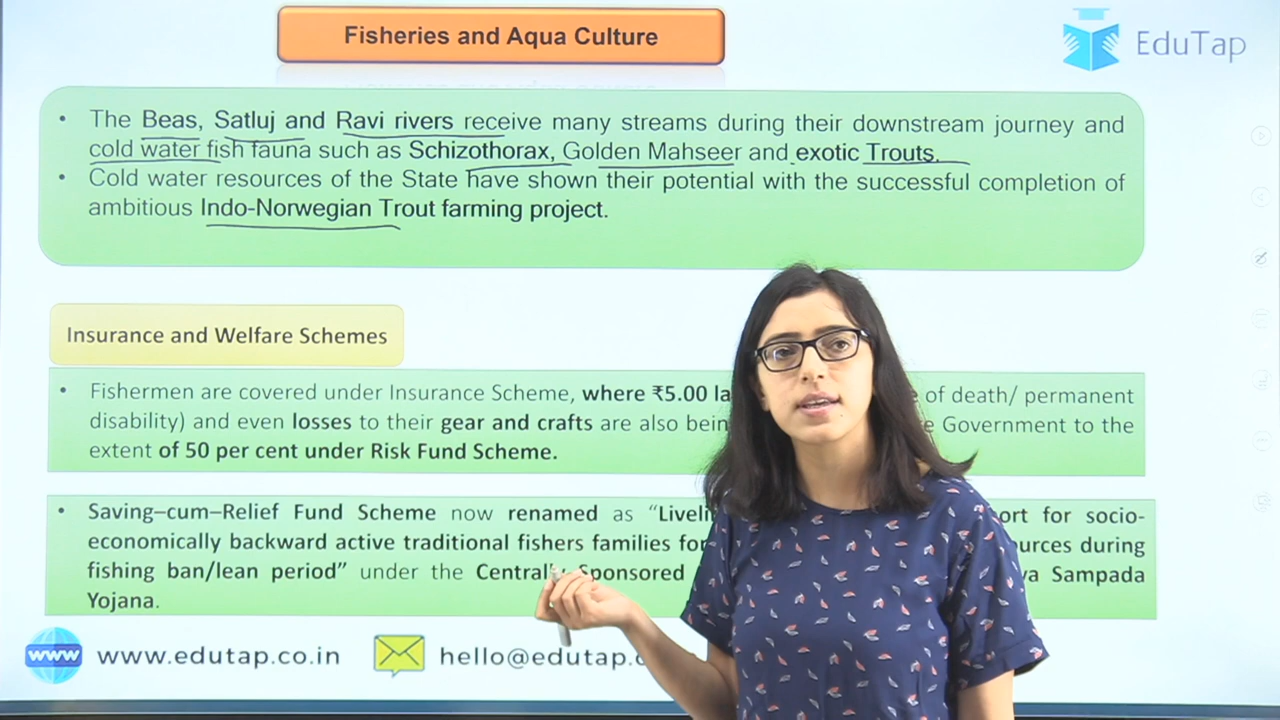 Fisheries and Aqua Culture
EduTap
• The Beas, Satluj and Ravi rivers receive many streams during their downstream journey and
cold water fish fauna such as Schizothorax, Golden Mahseer and exotic Trouts.
• Cold water resources of the State have shown their potential with the successful completion of
ambitious Indo-Norwegian Trout farming project.
Insurance and Welfare Schemes
• Fishermen are covered under Insurance Scheme, where ₹5.00 la of death/ permanent
disability) and even losses to their gear and crafts are also Government to the
extent of 50 per cent under Risk Fund Scheme.
• Saving–cum–Relief Fund Scheme now renamed as “ for socio-
economically backward active traditional fishers families for during
fishing ban/lean period” under the Centrally Sponsored Sampada
Yojana.
www www.edutap.co.in hello@edutap.